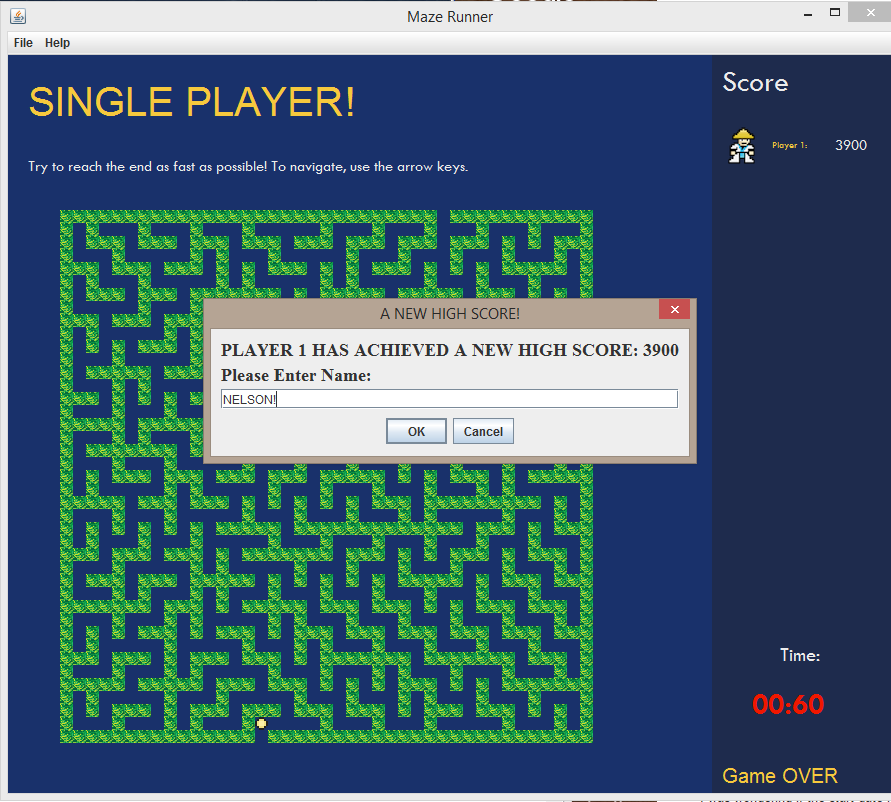 Maze Runner
File Help
SINGLE PLAYER!
Try to reach the end as fast as possible! To navigate, use the arrow keys.
Score
Player 1: 3900
A NEW HIGH SCORE!
PLAYER 1 HAS ACHIEVED A NEW HIGH SCORE: 3900
Please Enter Name:
NELSON!
OK Cancel
Time:
00:60
Game OVER